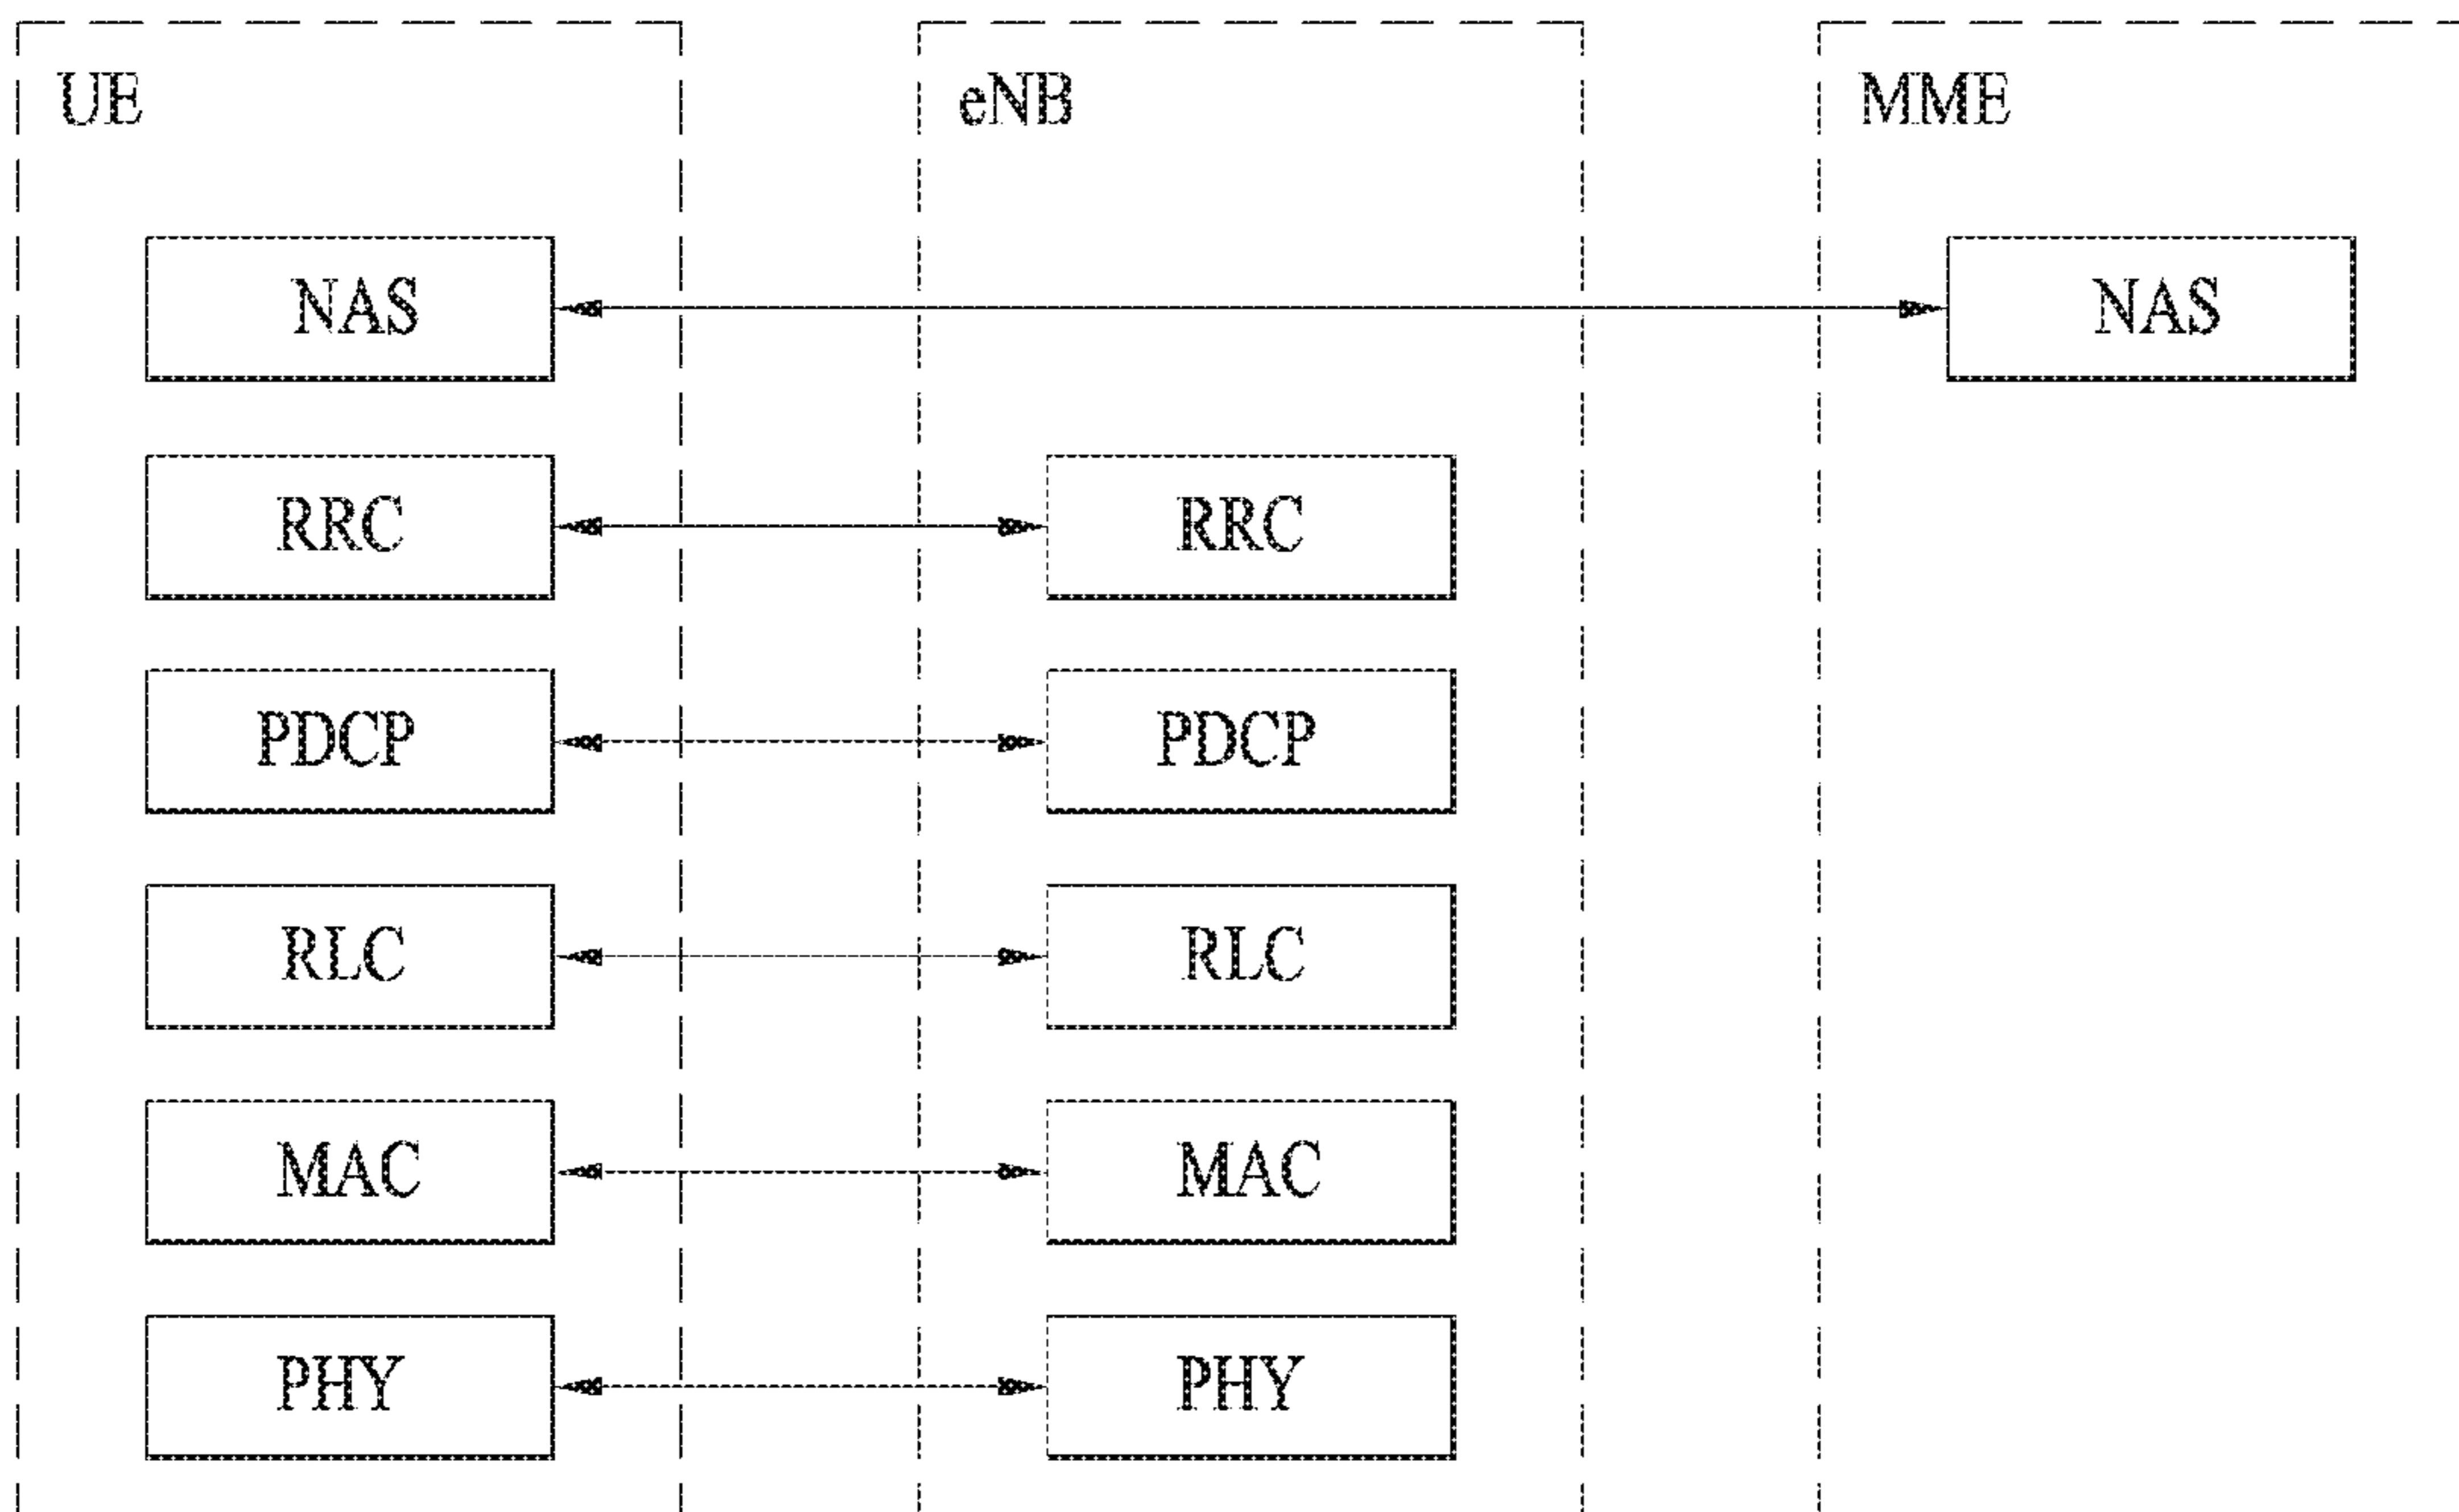 UE eNB MME
NAS NAS
RRC RRC
PDCP PDCP
RLC RLC
MAC MAC
PHY PHY